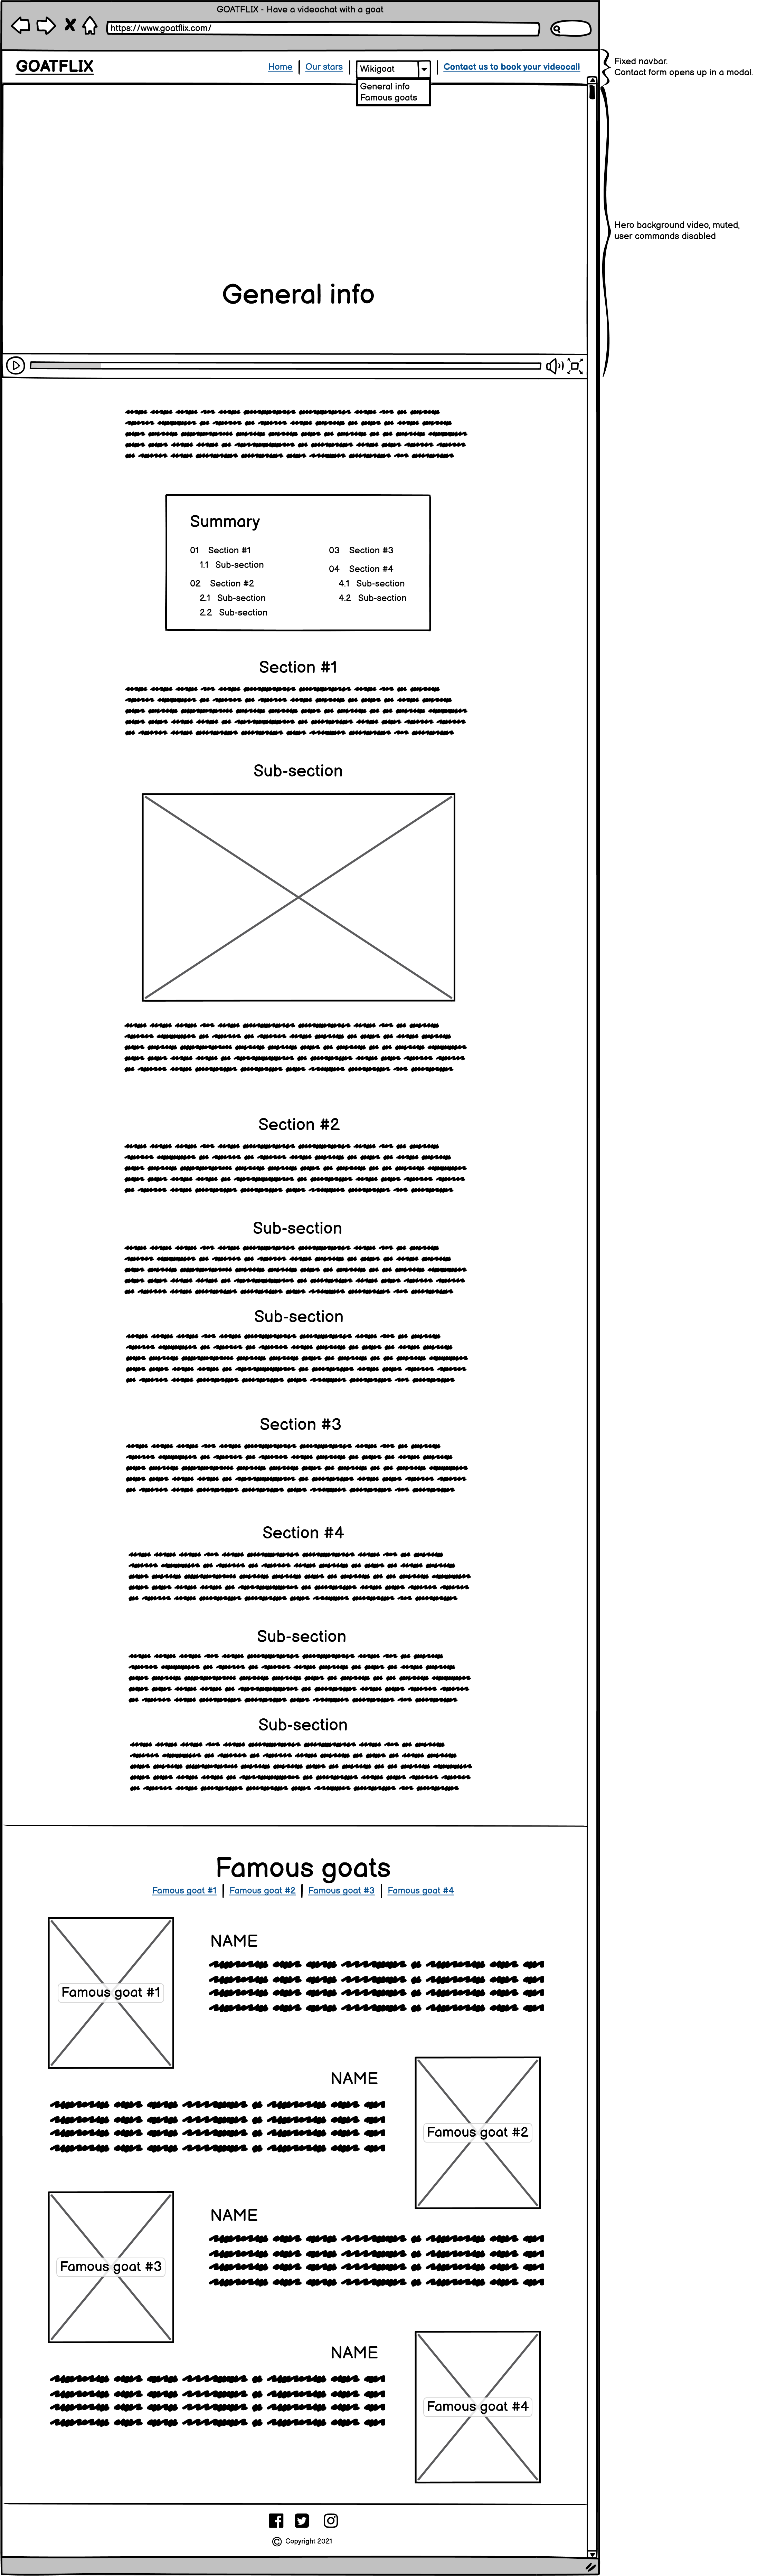 GOATFLIX - Have a videochat with a goat
https://www.goatflix.com/
GOATFLIX
Home
Our stars
Wikigoat
Contact us to book your videocall
General info
Famous goats
Fixed navbar.
Contact form opens up in a modal.
Hero background video, muted,
user commands disabled
General info
Summary
01 Section #1
1.1 Sub-section
02 Section #2
2.1 Sub-section
2.2 Sub-section
03 Section #3
04 Section #4
4.1 Sub-section
4.2 Sub-section
Section #1
Sub-section
Section #2
Sub-section
Sub-section
Section #3
Section #4
Sub-section
Sub-section
Famous goats
Famous goat #1
Famous goat #2
Famous goat #3
Famous goat #4
NAME
Famous goat #1
NAME
Famous goat #2
NAME
Famous goat #3
NAME
Famous goat #4
© Copyright 2021